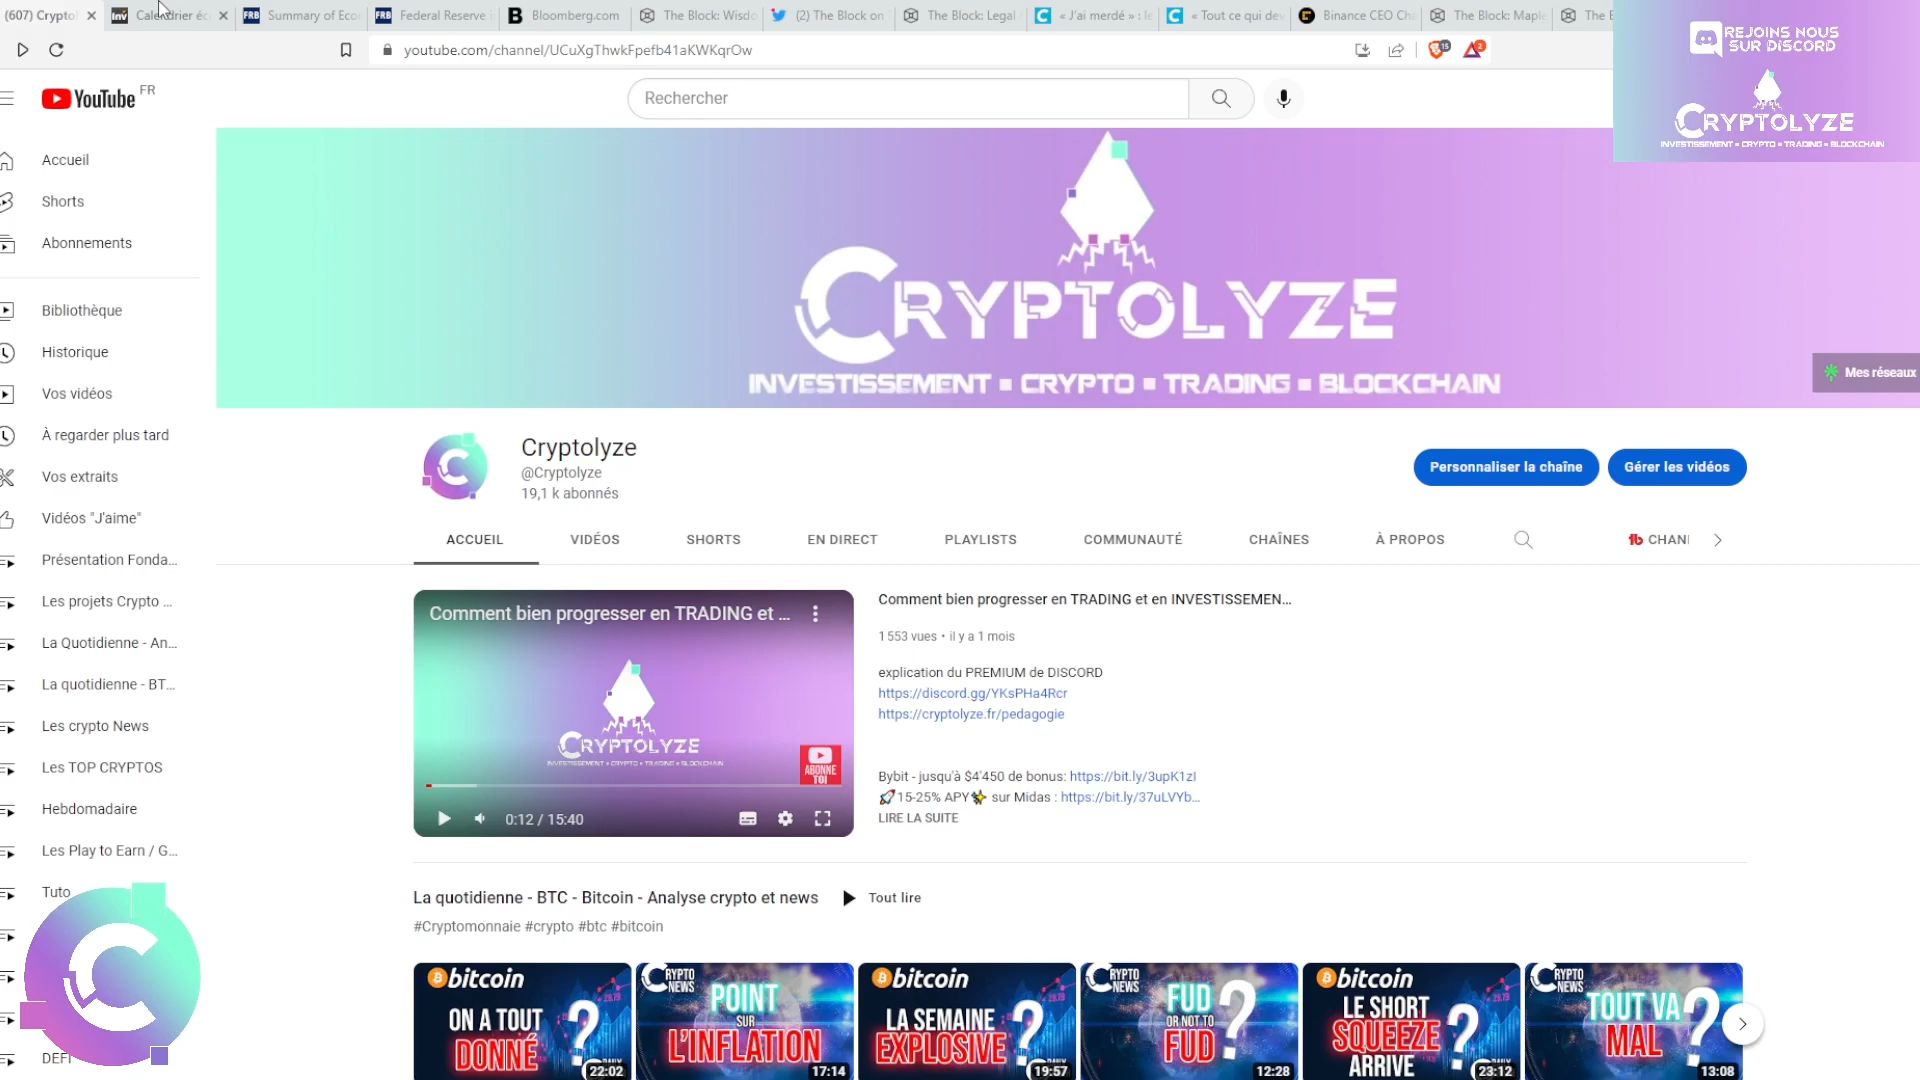 (607) Cryptol
Calendrier éc
Summary of Eco
Federal Reserve i
Bloomberg.com
The Block: Wisdo
(2) The Block on
The Block: Legal
« J'ai merdé » : le
« Tout ce qui dev
Binance CEO Cha
The Block: Maple
The B
youtube.com/channel/UCuXgThwkPefb41aKWKqrOw
15
2
REJOINS NOUS
SUR DISCORD
CRYPTOLYZE
INVESTISSEMENT ▪ CRYPTO ▪ TRADING ▪ BLOCKCHAIN
YouTube FR
Rechercher
Accueil
Shorts
Abonnements
Bibliothèque
Historique
Vos vidéos
À regarder plus tard
Vos extraits
Vidéos "J'aime"
Présentation Fonda...
Les projets Crypto ...
La Quotidienne - An...
La quotidienne - BT...
Les crypto News
Les TOP CRYPTOS
Hebdomadaire
Les Play to Earn / G...
Tuto
DEFI
CRYPTOLYZE
INVESTISSEMENT ▪ CRYPTO ▪ TRADING ▪ BLOCKCHAIN
Mes réseaux
Cryptolyze
@Cryptolyze
19,1 k abonnés
Personnaliser la chaîne
Gérer les vidéos
ACCUEIL
VIDÉOS
SHORTS
EN DIRECT
PLAYLISTS
COMMUNAUTÉ
CHAÎNES
À PROPOS
CHAN
Comment bien progresser en TRADING et ...
CRYPTOLYZE
INVESTISSEMENT ▪ CRYPTO ▪ TRADING ▪ BLOCKCHAIN
ABONNE
TOI
0:12 / 15:40
Comment bien progresser en TRADING et en INVESTISSEMEN...
1 553 vues • il y a 1 mois
explication du PREMIUM de DISCORD
https://discord.gg/YKsPHa4Rcr
https://cryptolyze.fr/pedagogie
Bybit - jusqu'à $4'450 de bonus: https://bit.ly/3upK1zI
🚀15-25% APY✨ sur Midas : https://bit.ly/37uLVYb...
LIRE LA SUITE
La quotidienne - BTC - Bitcoin - Analyse crypto et news
Tout lire
#Cryptomonnaie #crypto #btc #bitcoin
bitcoin
ON A TOUT
DONNÉ
?
22:02
CRYPTO
NEWS
POINT
SUR
L'INFLATION
17:14
bitcoin
LA SEMAINE
EXPLOSIVE
?
19:57
CRYPTO
NEWS
FUD
OR NOT TO
FUD
?
12:28
bitcoin
LE SHORT
SQUEEZE
ARRIVE
?
23:12
CRYPTO
NEWS
TOUT VA
MAL
?
13:08